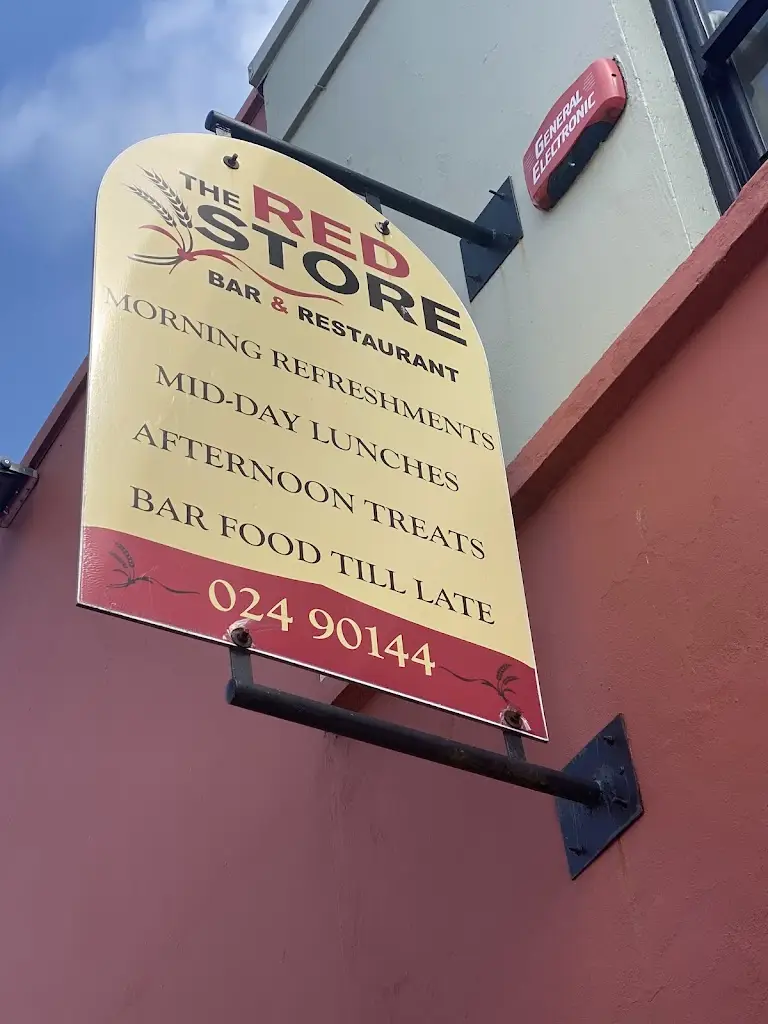 THE RED
STORE
BAR & RESTAURANT
MORNING REFRESHMENTS
MID-DAY LUNCHES
AFTERNOON TREATS
BAR FOOD TILL LATE
024 90144
GENERAL
ELECTRONIC